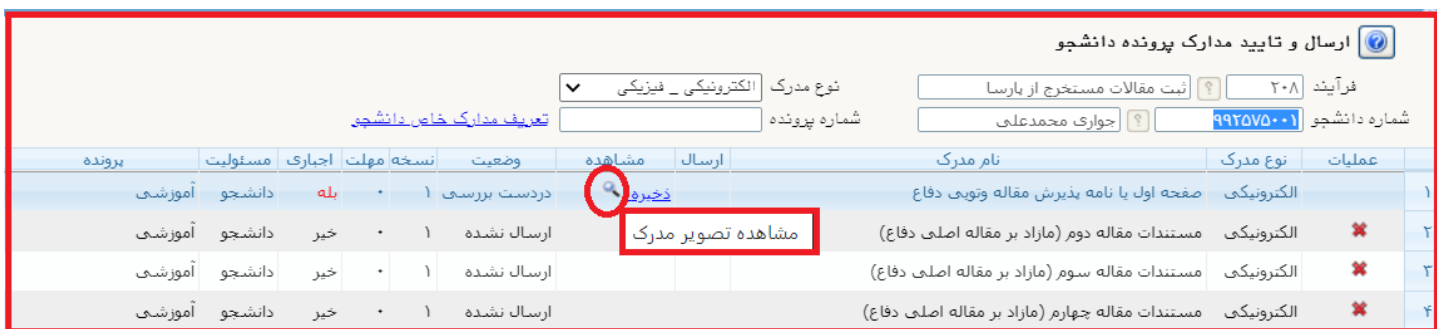 ارسال و تایید مدارک پرونده دانشجو
فرآیند ۲۰۸ ? ثبت مقالات مستخرج از پارسا نوع مدرک الکترونیکی _ فیزیکی
شماره دانشجو ۹۹۲۵۷۵۰۰۱ ? جواری محمدعلی شماره پرونده تعریف مدارک خاص دانشجو
عملیات نوع مدرک نام مدرک ارسال مشاهده وضعیت نسخه مهلت اجباری مسئولیت پرونده
۱ الکترونیکی صفحه اول یا نامه پذیرش مقاله وتویی دفاع ذخیره دردست بررسی ۱ ۰ بله دانشجو آموزشی
مشاهده تصویر مدرک
۲ الکترونیکی مستندات مقاله دوم (مازاد بر مقاله اصلی دفاع) ارسال نشده ۱ ۰ خیر دانشجو آموزشی
۳ الکترونیکی مستندات مقاله سوم (مازاد بر مقاله اصلی دفاع) ارسال نشده ۱ ۰ خیر دانشجو آموزشی
۴ الکترونیکی مستندات مقاله چهارم (مازاد بر مقاله اصلی دفاع) ارسال نشده ۱ ۰ خیر دانشجو آموزشی